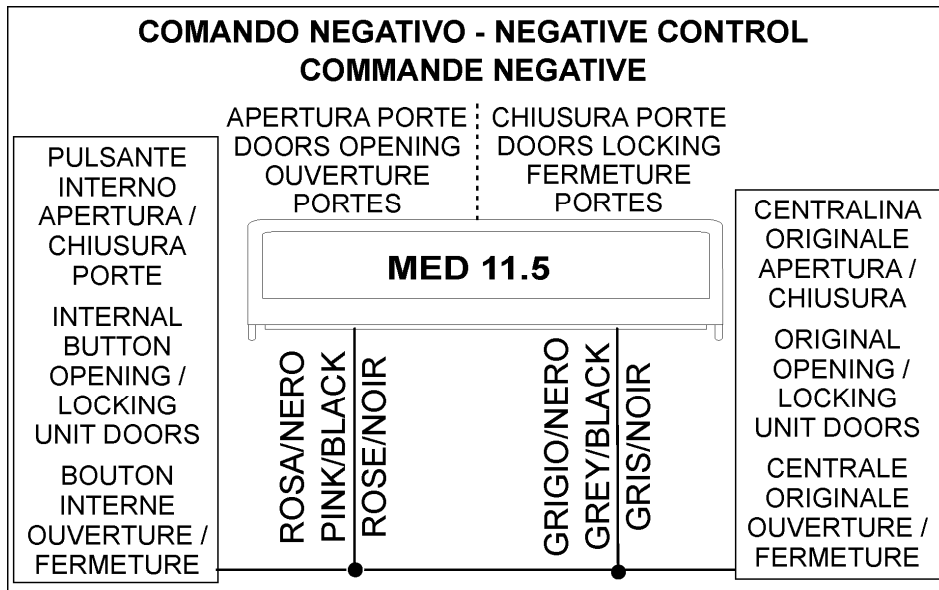 COMANDO NEGATIVO - NEGATIVE CONTROL
COMMANDE NEGATIVE
APERTURA PORTE
DOORS OPENING
OUVERTURE
PORTES
CHIUSURA PORTE
DOORS LOCKING
FERMETURE
PORTES
PULSANTE
INTERNO
APERTURA /
CHIUSURA
PORTE
INTERNAL
BUTTON
OPENING /
LOCKING
UNIT DOORS
BOUTON
INTERNE
OUVERTURE /
FERMETURE
MED 11.5
ROSA/NERO
PINK/BLACK
ROSE/NOIR
GRIGIO/NERO
GREY/BLACK
GRIS/NOIR
CENTRALINA
ORIGINALE
APERTURA /
CHIUSURA
ORIGINAL
OPENING /
LOCKING
UNIT DOORS
CENTRALE
ORIGINALE
OUVERTURE /
FERMETURE